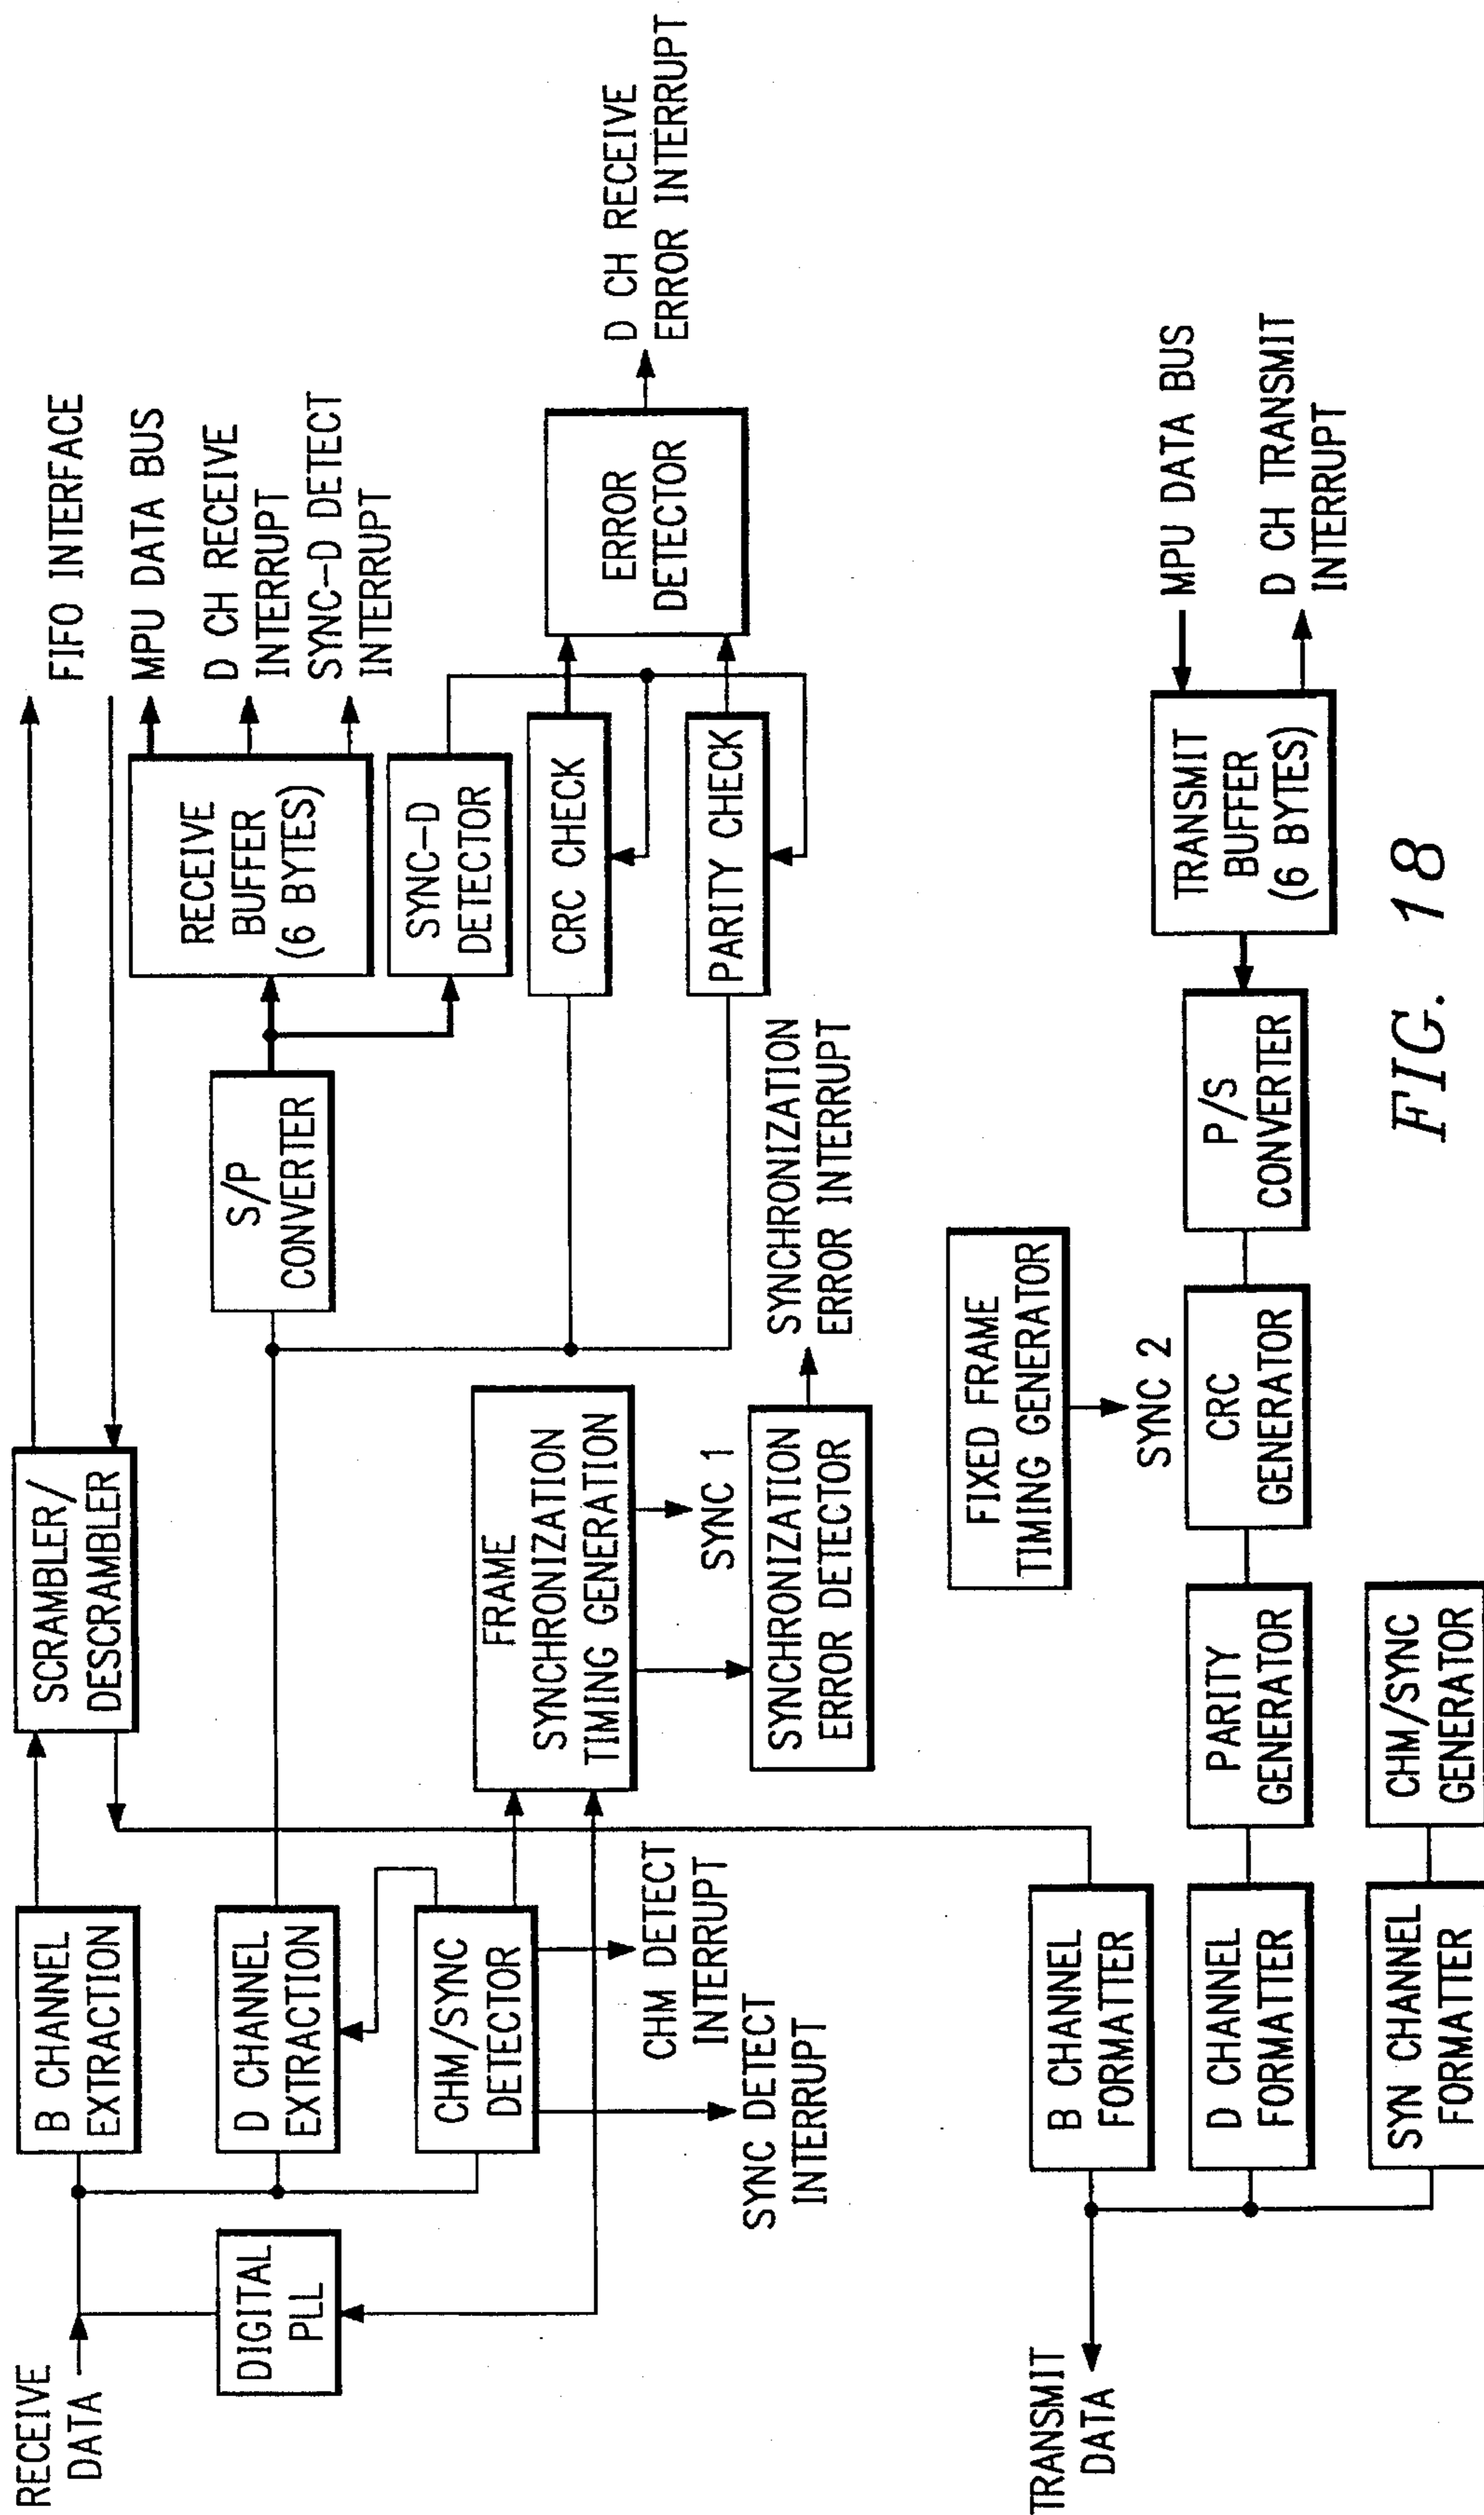 RECEIVE
DATA
DIGITAL
PLL
B CHANNEL
EXTRACTION
D CHANNEL
EXTRACTION
CHM/SYNC
DETECTOR
CHM DETECT
INTERRUPT
SYNC DETECT
INTERRUPT
SCRAMBLER/
DESCRAMBLER
FRAME
SYNCHRONIZATION
TIMING GENERATION
SYNC 1
SYNCHRONIZATION
ERROR DETECTOR
SYNCHRONIZATION
ERROR INTERRUPT
S/P
CONVERTER
RECEIVE
BUFFER
(6 BYTES)
SYNC-D
DETECTOR
CRC CHECK
PARITY CHECK
FIFO INTERFACE
MPU DATA BUS
D CH RECEIVE
INTERRUPT
SYNC-D DETECT
INTERRUPT
ERROR
DETECTOR
D CH RECEIVE
ERROR INTERRUPT
TRANSMIT
DATA
B CHANNEL
FORMATTER
D CHANNEL
FORMATTER
SYN CHANNEL
FORMATTER
PARITY
GENERATOR
CHM/SYNC
GENERATOR
FIXED FRAME
TIMING GENERATOR
SYNC 2
CRC
GENERATOR
P/S
CONVERTER
TRANSMIT
BUFFER
(6 BYTES)
MPU DATA BUS
D CH TRANSMIT
INTERRUPT
FIG. 18